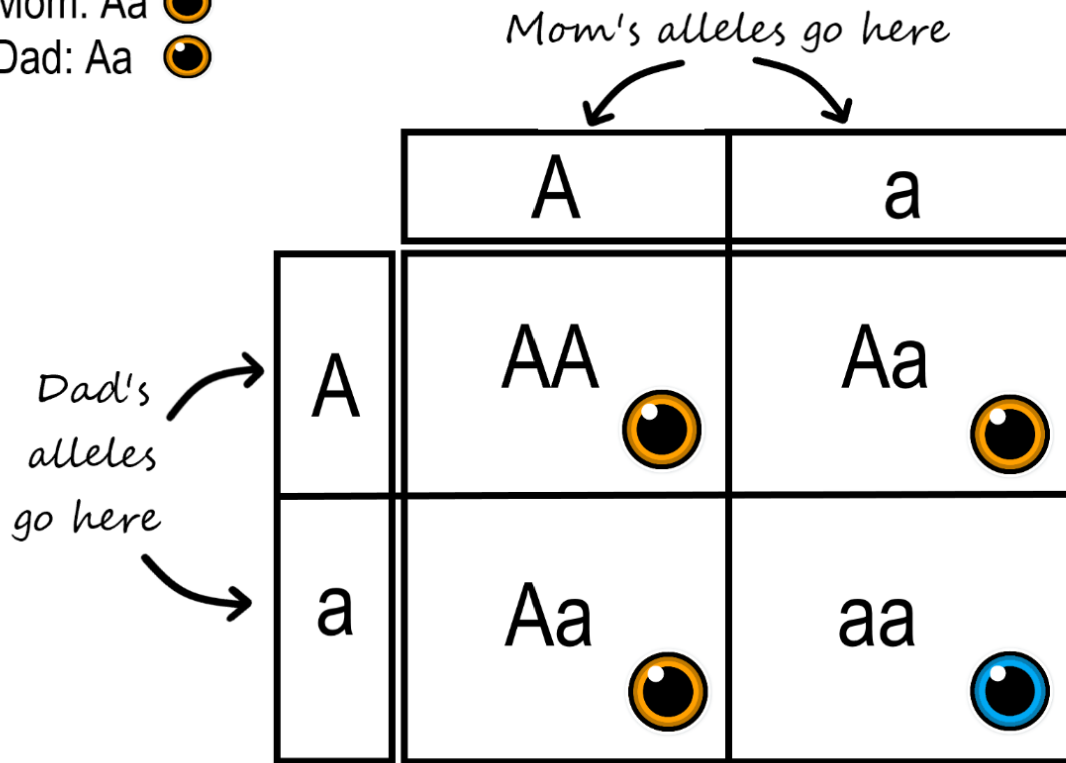 Mom: Aa
Dad: Aa
Mom's alleles go here
A a
A AA Aa
Dad's
alleles
go here
a Aa aa